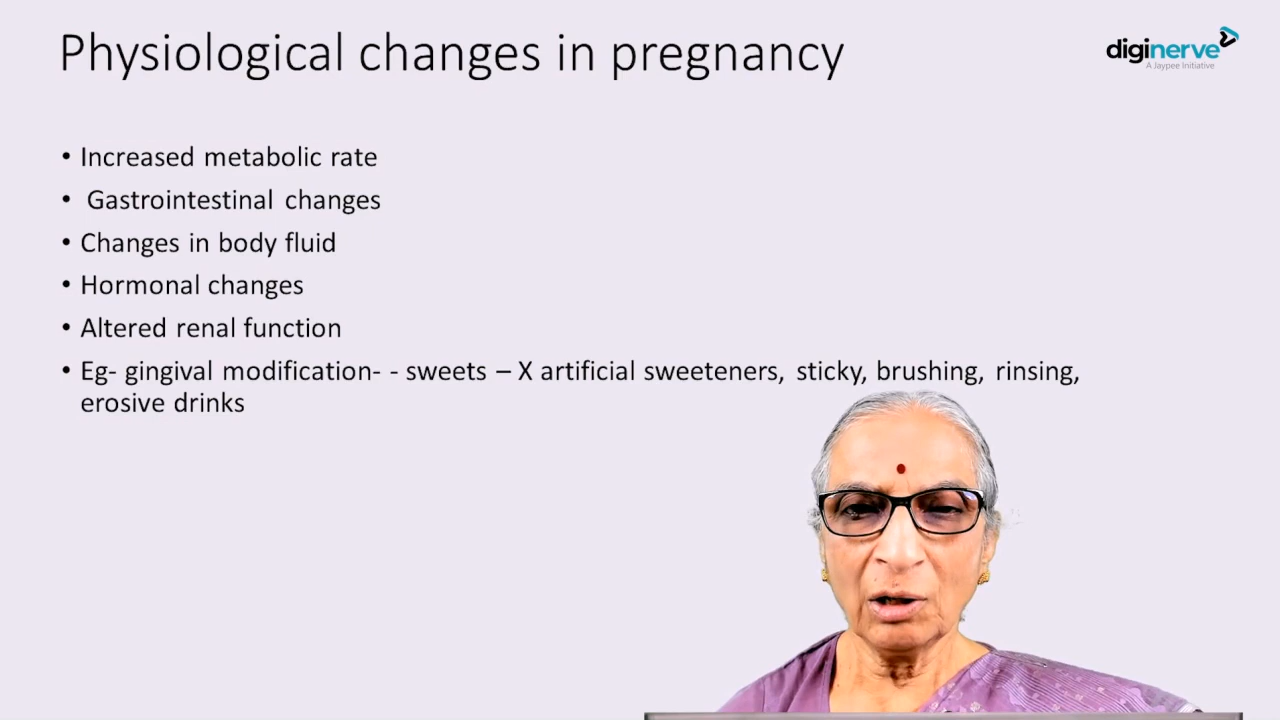 Physiological changes in pregnancy
diginerve
A Jaypee Initiative
• Increased metabolic rate
• Gastrointestinal changes
• Changes in body fluid
• Hormonal changes
• Altered renal function
• Eg- gingival modification- - sweets – X artificial sweeteners, sticky, brushing, rinsing,
erosive drinks